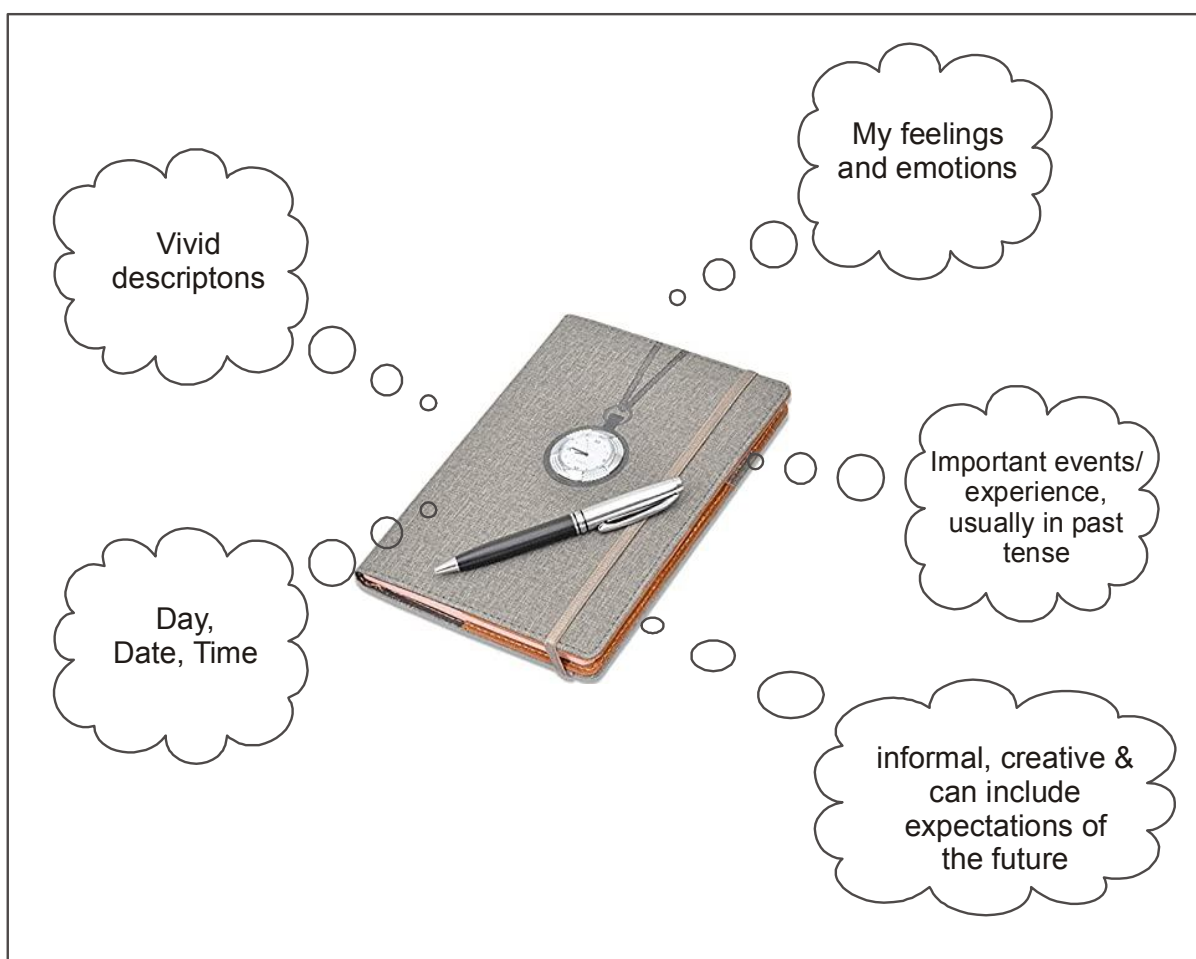 My feelings
and emotions
Vivid
descriptons
Important events/
experience,
usually in past
tense
Day,
Date, Time
informal, creative &
can include
expectations of
the future